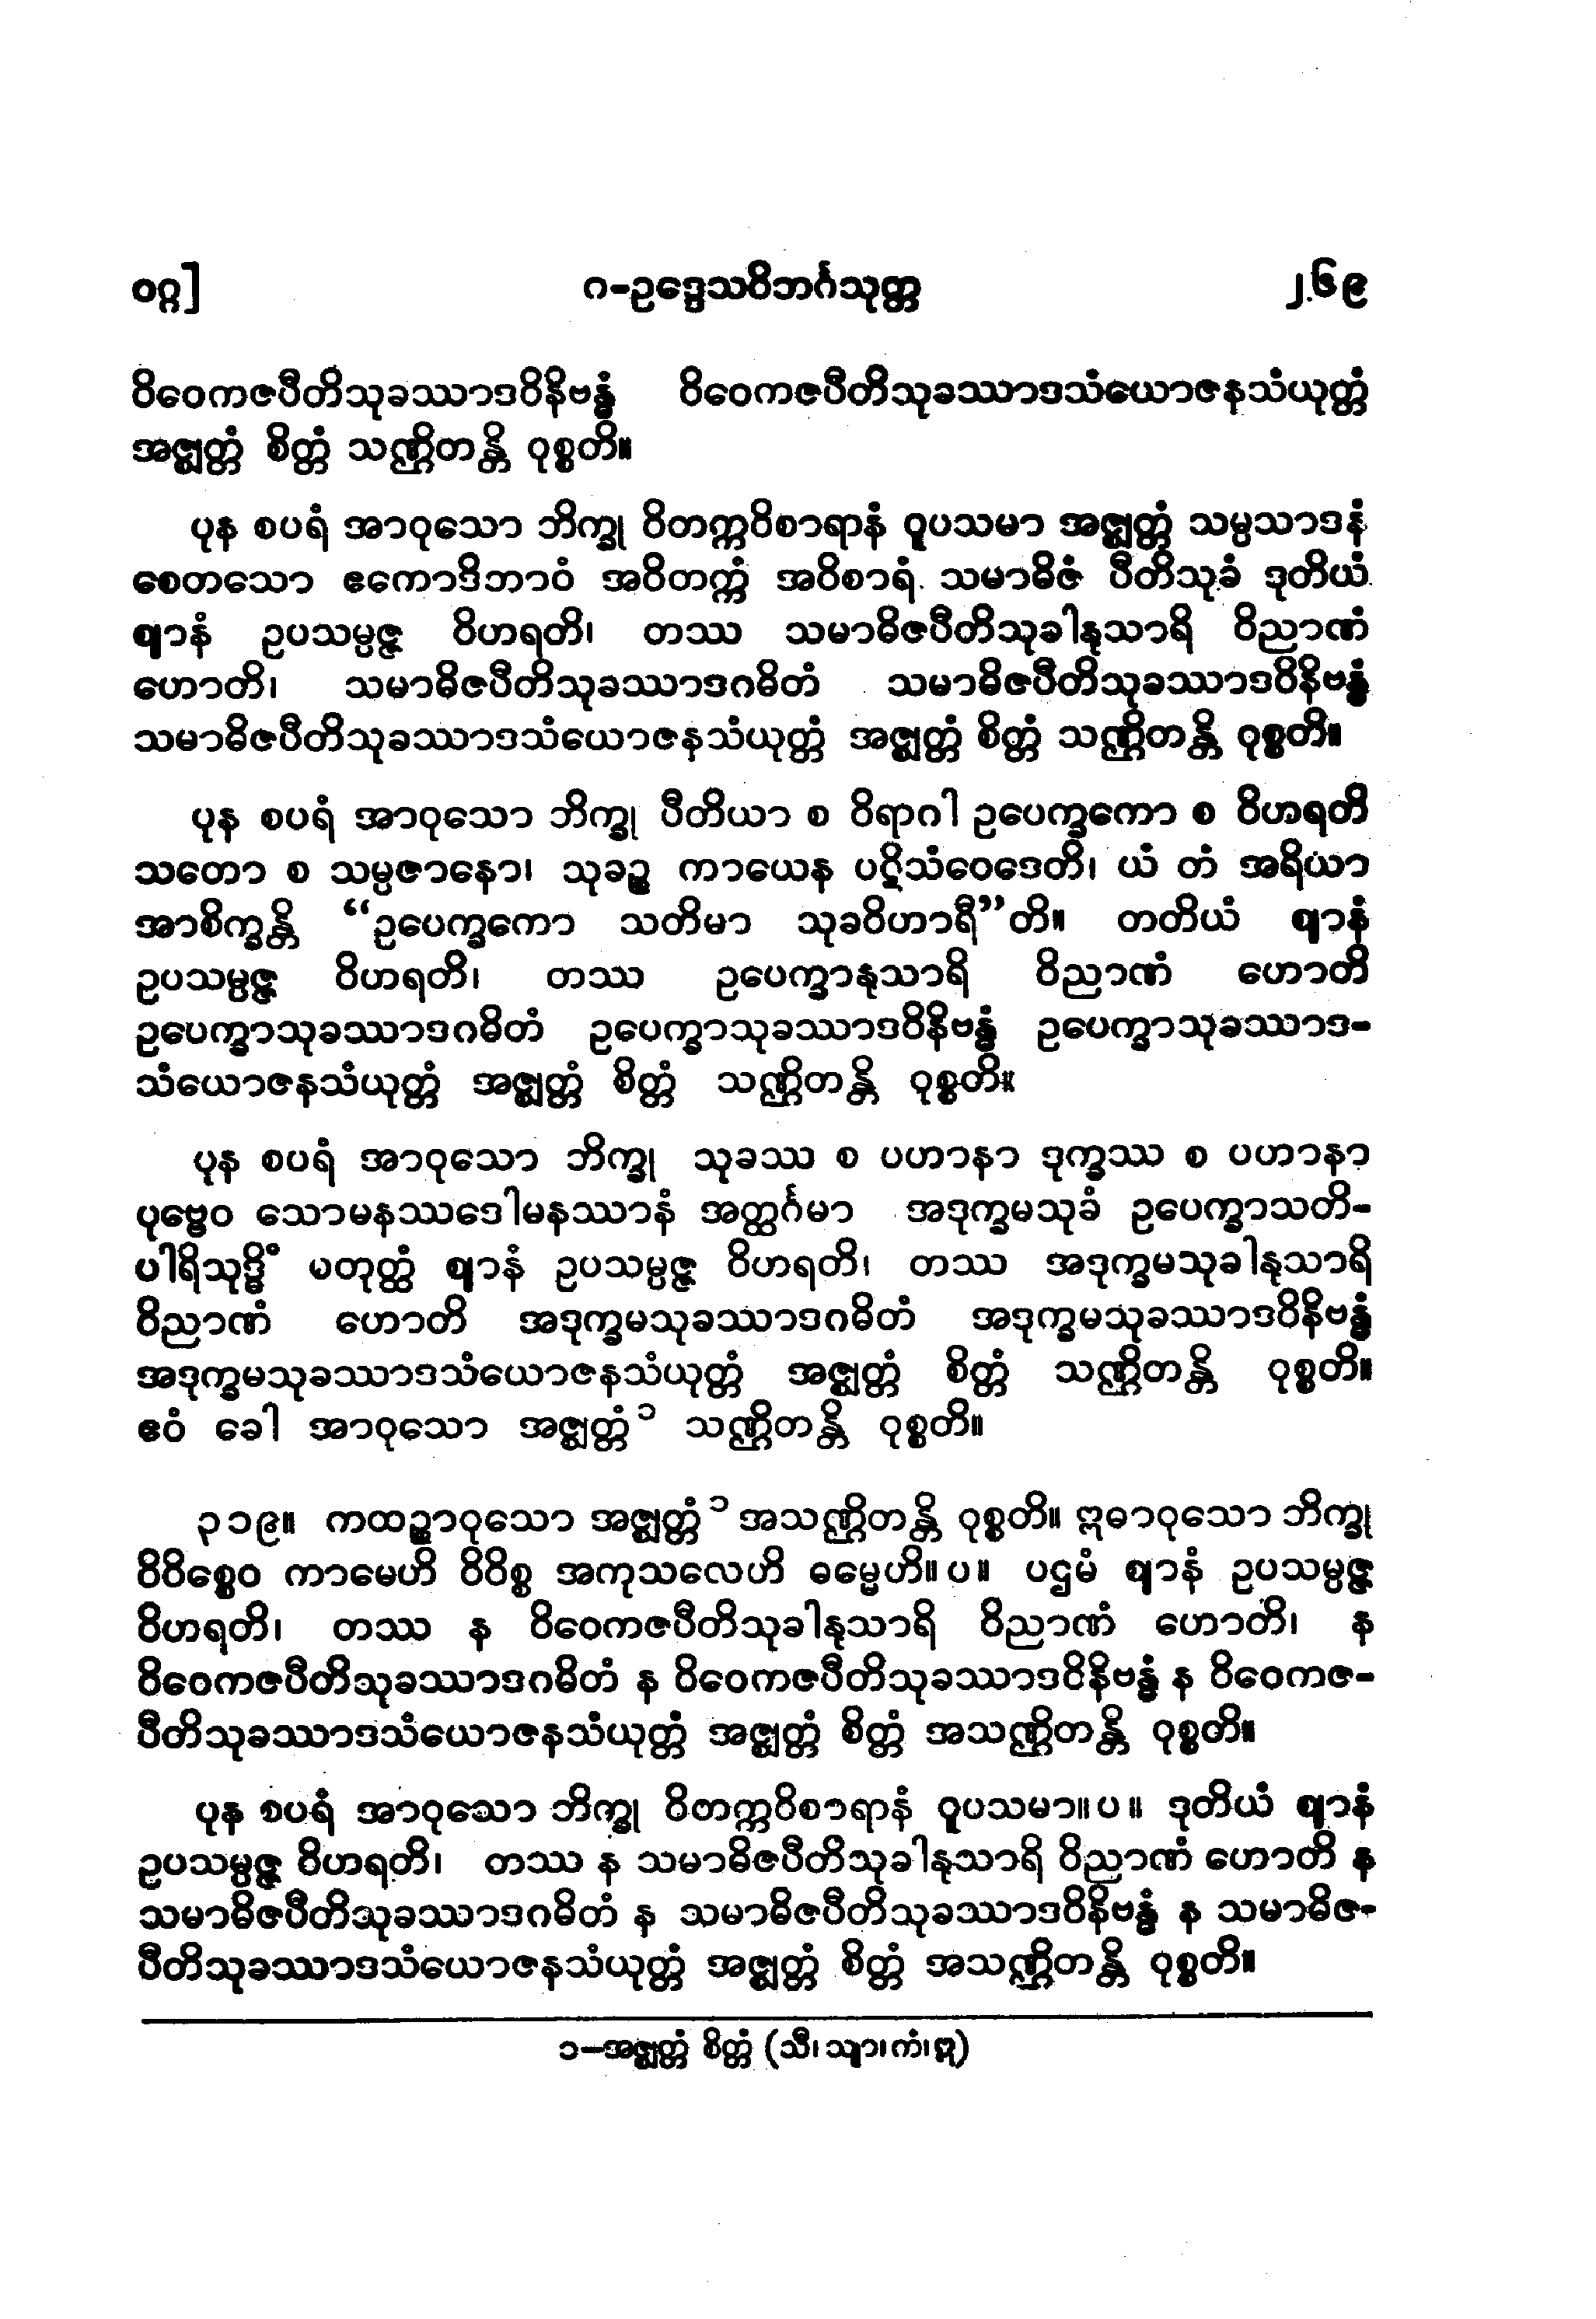 ၀ဂ္ဂ] ဂ-ဥဒ္ဒေသဝိဘင်္ဂသုတ္တ ၂၆၉
ဝိဝေကဇပီတိသုခဿာဒဝိနိဗန္ဓံ ဝိဝေကဇပီတိသုခဿာဒသံယောဇနသံယုတ္တံ
အဇ္ဈတ္တံ စိတ္တံ သဏ္ဌိတန္တိ ဝုစ္စတိ။
ပုန စပရံ အာဝုသော ဘိက္ခု ဝိတက္ကဝိစာရာနံ ဝူပသမာ အဇ္ဈတ္တံ သမ္ပသာဒနံ
စေတသော ဧကောဒိဘာဝံ အဝိတက္ကံ အဝိစာရံ သမာဓိဇံ ပီတိသုခံ ဒုတိယံ
ဈာနံ ဥပသမ္ပဇ္ဇ ဝိဟရတိ၊ တဿ သမာဓိဇပီတိသုခါနုသာရိ ဝိညာဏံ
ဟောတိ၊ သမာဓိဇပီတိသုခဿာဒဂဓိတံ သမာဓိဇပီတိသုခဿာဒဝိနိဗန္ဓံ
သမာဓိဇပီတိသုခဿာဒသံယောဇနသံယုတ္တံ အဇ္ဈတ္တံ စိတ္တံ သဏ္ဌိတန္တိ ဝုစ္စတိ။
ပုန စပရံ အာဝုသော ဘိက္ခု ပီတိယာ စ ဝိရာဂါ ဥပေက္ခကော စ ဝိဟရတိ
သတော စ သမ္ပဇာနော၊ သုခဉ္စ ကာယေန ပဋိသံဝေဒေတိ၊ ယံ တံ အရိယာ
အာစိက္ခန္တိ “ဥပေက္ခကော သတိမာ သုခဝိဟာရီ”တိ။ တတိယံ ဈာနံ
ဥပသမ္ပဇ္ဇ ဝိဟရတိ၊ တဿ ဥပေက္ခာနုသာရိ ဝိညာဏံ ဟောတိ
ဥပေက္ခာသုခဿာဒဂဓိတံ ဥပေက္ခာသုခဿာဒဝိနိဗန္ဓံ ဥပေက္ခာသုခဿာဒ-
သံယောဇနသံယုတ္တံ အဇ္ဈတ္တံ စိတ္တံ သဏ္ဌိတန္တိ ဝုစ္စတိ။
ပုန စပရံ အာဝုသော ဘိက္ခု သုခဿ စ ပဟာနာ ဒုက္ခဿ စ ပဟာနာ
ပုဗ္ဗေဝ သောမနဿဒေါမနဿာနံ အတ္ထင်္ဂမာ အဒုက္ခမသုခံ ဥပေက္ခာသတိ-
ပါရိသုဒ္ဓိံ မတုတ္ထံ ဈာနံ ဥပသမ္ပဇ္ဇ ဝိဟရတိ၊ တဿ အဒုက္ခမသုခါနုသာရိ
ဝိညာဏံ ဟောတိ အဒုက္ခမသုခဿာဒဂဓိတံ အဒုက္ခမသုခဿာဒဝိနိဗန္ဓံ
အဒုက္ခမသုခဿာဒသံယောဇနသံယုတ္တံ အဇ္ဈတ္တံ စိတ္တံ သဏ္ဌိတန္တိ ဝုစ္စတိ။
ဧဝံ ခေါ အာဝုသော အဇ္ဈတ္တံ ၁ သဏ္ဌိတန္တိ ဝုစ္စတိ။
၃၁၉။ ကထဉ္စာဝုသော အဇ္ဈတ္တံ ၁ အသဏ္ဌိတန္တိ ဝုစ္စတိ။ ဣဓာဝုသော ဘိက္ခု
ဝိဝိစ္စေဝ ကာမေဟိ ဝိဝိစ္စ အကုသလေဟိ ဓမ္မေဟိ။ပ။ ပဌမံ ဈာနံ ဥပသမ္ပဇ္ဇ
ဝိဟရတိ၊ တဿ န ဝိဝေကဇပီတိသုခါနုသာရိ ဝိညာဏံ ဟောတိ၊ န
ဝိဝေကဇပီတိသုခဿာဒဂဓိတံ န ဝိဝေကဇပီတိသုခဿာဒဝိနိဗန္ဓံ န ဝိဝေကဇ-
ပီတိသုခဿာဒသံယောဇနသံယုတ္တံ အဇ္ဈတ္တံ စိတ္တံ အသဏ္ဌိတန္တိ ဝုစ္စတိ။
ပုန စပရံ အာဝုသော ဘိက္ခု ဝိတက္ကဝိစာရာနံ ဝူပသမာ။ပ။ ဒုတိယံ ဈာနံ
ဥပသမ္ပဇ္ဇ ဝိဟရတိ၊ တဿ န သမာဓိဇပီတိသုခါနုသာရိ ဝိညာဏံ ဟောတိ န
သမာဓိဇပီတိသုခဿာဒဂဓိတံ န သမာဓိဇပီတိသုခဿာဒဝိနိဗန္ဓံ န သမာဓိဇ-
ပီတိသုခဿာဒသံယောဇနသံယုတ္တံ အဇ္ဈတ္တံ စိတ္တံ အသဏ္ဌိတန္တိ ဝုစ္စတိ။
၁-အဇ္ဈတ္တံ စိတ္တံ (သီ၊ သျာ၊ ကံ၊ ဣ)